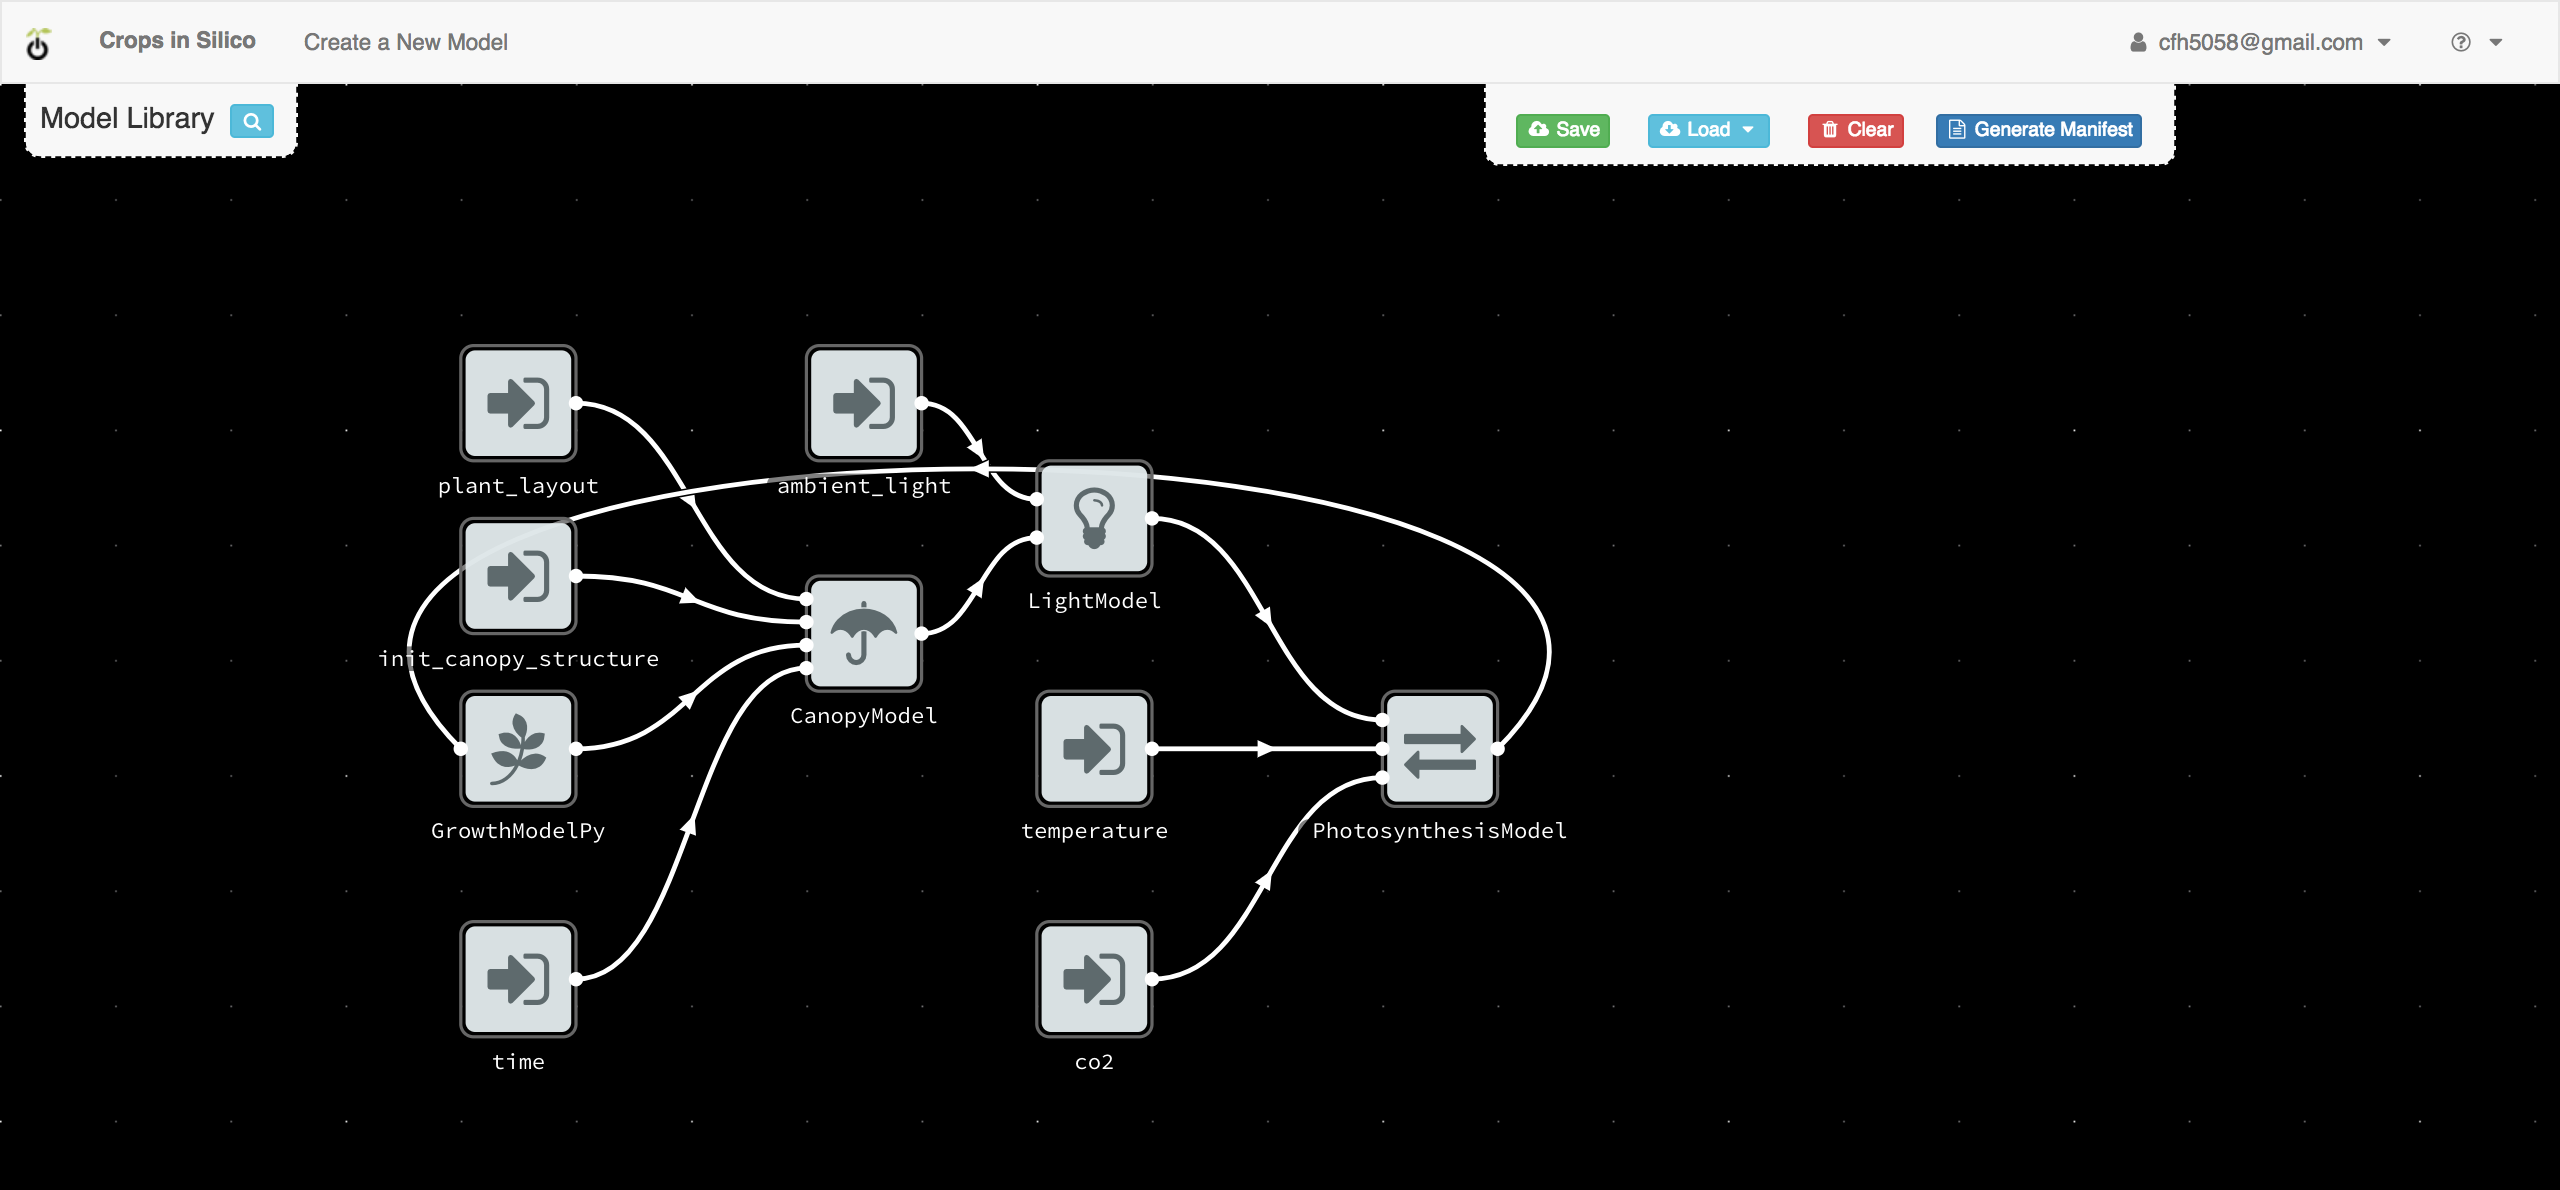 Crops in Silico
Create a New Model
cfh5058@gmail.com
Model Library
Save
Load
Clear
Generate Manifest
plant_layout
ambient_light
LightModel
init_canopy_structure
CanopyModel
GrowthModelPy
temperature
PhotosynthesisModel
time
co2